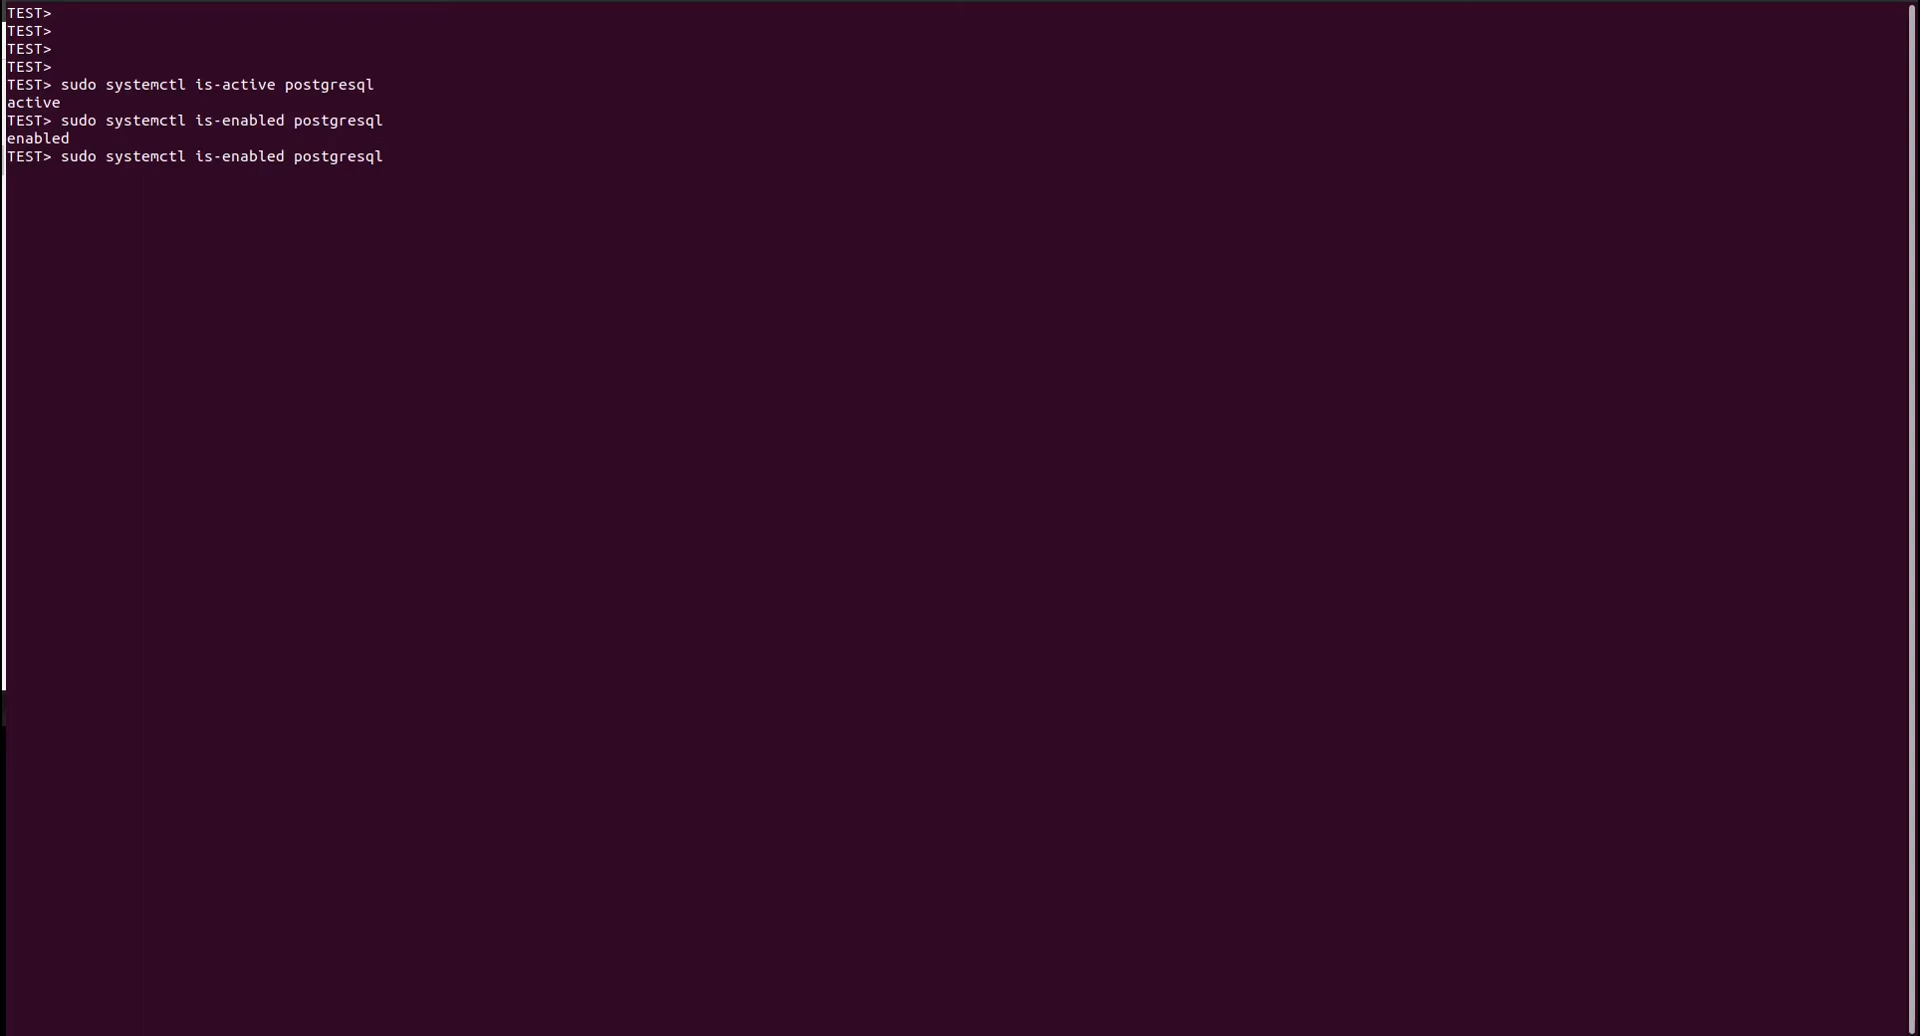 TEST>
TEST>
TEST>
TEST>
TEST> sudo systemctl is-active postgresql
active
TEST> sudo systemctl is-enabled postgresql
enabled
TEST> sudo systemctl is-enabled postgresql